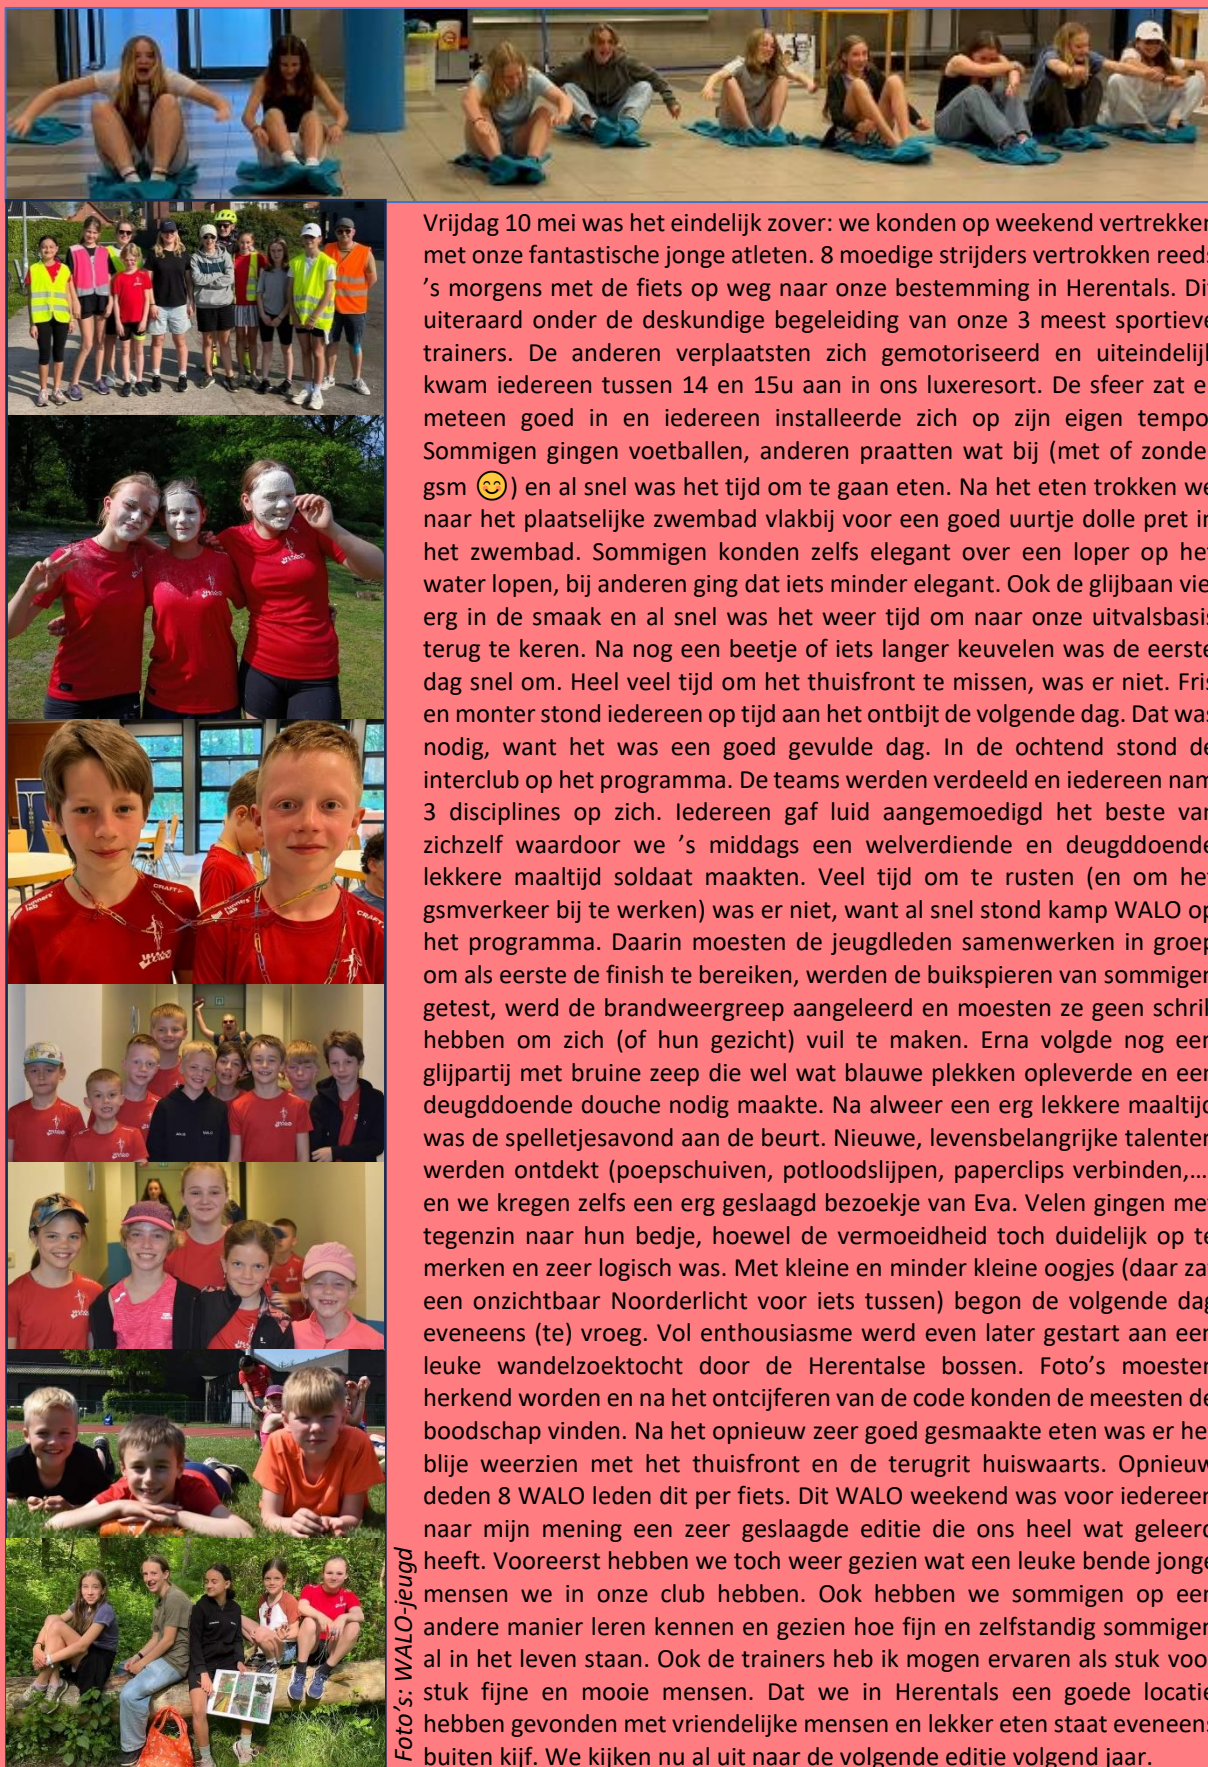 Vrijdag 10 mei was het eindelijk zover: we konden op weekend vertrekken
met onze fantastische jonge atleten. 8 moedige strijders vertrokken reeds
’s morgens met de fiets op weg naar onze bestemming in Herentals. Dit
uiteraard onder de deskundige begeleiding van onze 3 meest sportieve
trainers. De anderen verplaatsten zich gemotoriseerd en uiteindelijk
kwam iedereen tussen 14 en 15u aan in ons luxeresort. De sfeer zat er
meteen goed in en iedereen installeerde zich op zijn eigen tempo.
Sommigen gingen voetballen, anderen praatten wat bij (met of zonder
gsm 😊) en al snel was het tijd om te gaan eten. Na het eten trokken we
naar het plaatselijke zwembad vlakbij voor een goed uurtje dolle pret in
het zwembad. Sommigen konden zelfs elegant over een loper op het
water lopen, bij anderen ging dat iets minder elegant. Ook de glijbaan viel
erg in de smaak en al snel was het weer tijd om naar onze uitvalsbasis
terug te keren. Na nog een beetje of iets langer keuvelen was de eerste
dag snel om. Heel veel tijd om het thuisfront te missen, was er niet. Fris
en monter stond iedereen op tijd aan het ontbijt de volgende dag. Dat was
nodig, want het was een goed gevulde dag. In de ochtend stond de
interclub op het programma. De teams werden verdeeld en iedereen nam
3 disciplines op zich. Iedereen gaf luid aangemoedigd het beste van
zichzelf waardoor we ’s middags een welverdiende en deugddoende
lekkere maaltijd soldaat maakten. Veel tijd om te rusten (en om het
gsmverkeer bij te werken) was er niet, want al snel stond kamp WALO op
het programma. Daarin moesten de jeugdleden samenwerken in groep
om als eerste de finish te bereiken, werden de buikspieren van sommigen
getest, werd de brandweergreep aangeleerd en moesten ze geen schrik
hebben om zich (of hun gezicht) vuil te maken. Erna volgde nog een
glijpartij met bruine zeep die wel wat blauwe plekken opleverde en een
deugddoende douche nodig maakte. Na alweer een erg lekkere maaltijd
was de spelletjesavond aan de beurt. Nieuwe, levensbelangrijke talenten
werden ontdekt (poepschuiven, potloodslijpen, paperclips verbinden,…)
en we kregen zelfs een erg geslaagd bezoekje van Eva. Velen gingen met
tegenzin naar hun bedje, hoewel de vermoeidheid toch duidelijk op te
merken en zeer logisch was. Met kleine en minder kleine oogjes (daar zat
een onzichtbaar Noorderlicht voor iets tussen) begon de volgende dag
eveneens (te) vroeg. Vol enthousiasme werd even later gestart aan een
leuke wandelzoektocht door de Herentalse bossen. Foto’s moesten
herkend worden en na het ontcijferen van de code konden de meesten de
boodschap vinden. Na het opnieuw zeer goed gesmaakte eten was er het
blije weerzien met het thuisfront en de terugrit huiswaarts. Opnieuw
deden 8 WALO leden dit per fiets. Dit WALO weekend was voor iedereen
naar mijn mening een zeer geslaagde editie die ons heel wat geleerd
heeft. Vooreerst hebben we toch weer gezien wat een leuke bende jonge
mensen we in onze club hebben. Ook hebben we sommigen op een
andere manier leren kennen en gezien hoe fijn en zelfstandig sommigen
al in het leven staan. Ook de trainers heb ik mogen ervaren als stuk voor
stuk fijne en mooie mensen. Dat we in Herentals een goede locatie
hebben gevonden met vriendelijke mensen en lekker eten staat eveneens
buiten kijf. We kijken nu al uit naar de volgende editie volgend jaar.
Foto’s: WALO-jeugd